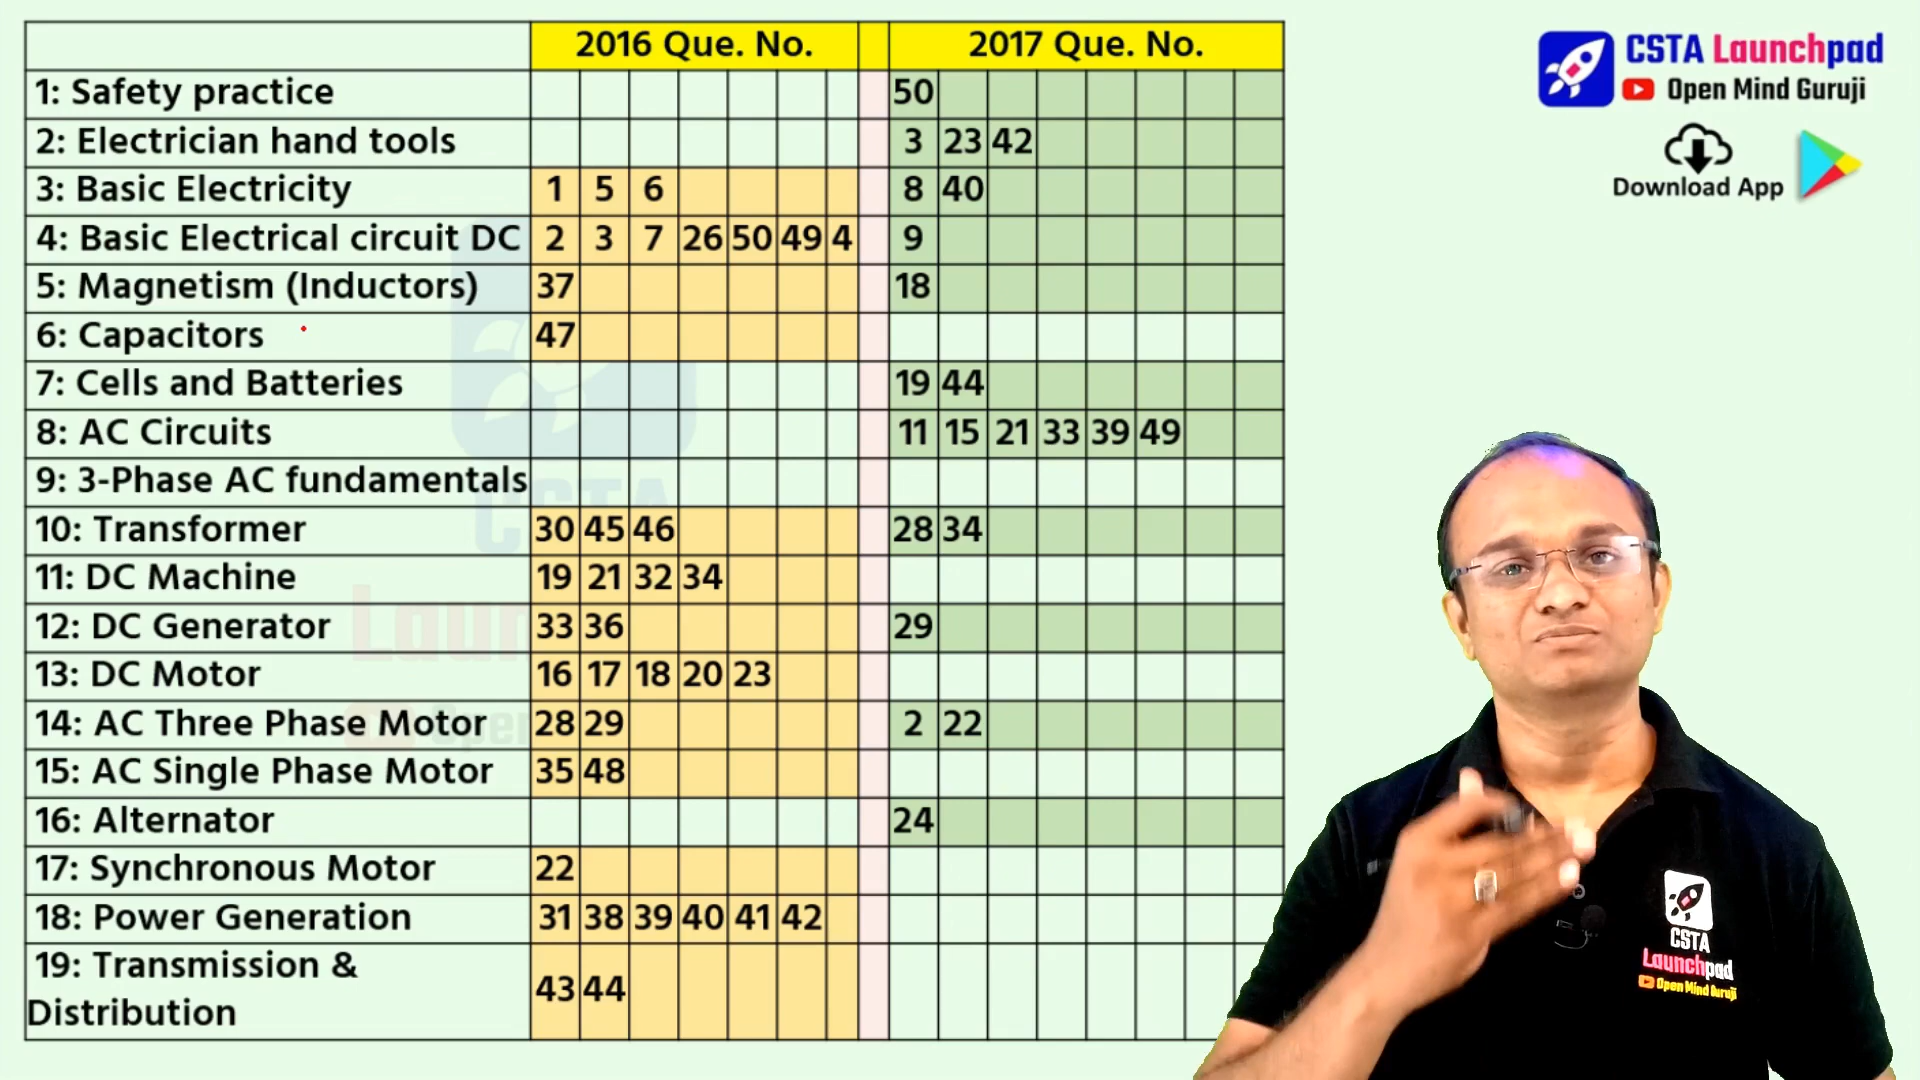 2016 Que. No. 2017 Que. No.
1: Safety practice 50
2: Electrician hand tools 3 23 42
3: Basic Electricity 1 5 6 8 40
4: Basic Electrical circuit DC 2 3 7 26 50 49 4 9
5: Magnetism (Inductors) 37 18
6: Capacitors 47
7: Cells and Batteries 19 44
8: AC Circuits 11 15 21 33 39 49
9: 3-Phase AC fundamentals
10: Transformer 30 45 46 28 34
11: DC Machine 19 21 32 34
12: DC Generator 33 36 29
13: DC Motor 16 17 18 20 23
14: AC Three Phase Motor 28 29 2 22
15: AC Single Phase Motor 35 48
16: Alternator 24
17: Synchronous Motor 22
18: Power Generation 31 38 39 40 41 42
19: Transmission &
Distribution 43 44
CSTA Launchpad
Open Mind Guruji
Download App
CSTA
Launchpad
Open Mind Guruji
CSTA
Laun
Open